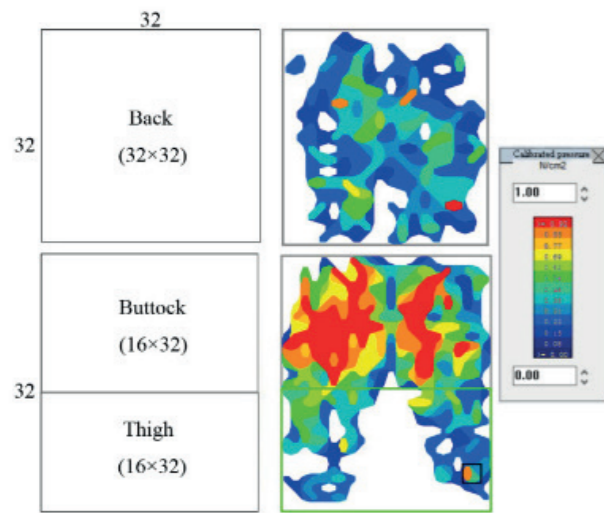 32
32
Back
(32×32)
Calibrated pressure
N/cm2
1.00
0.00
32
Buttock
(16×32)
Thigh
(16×32)